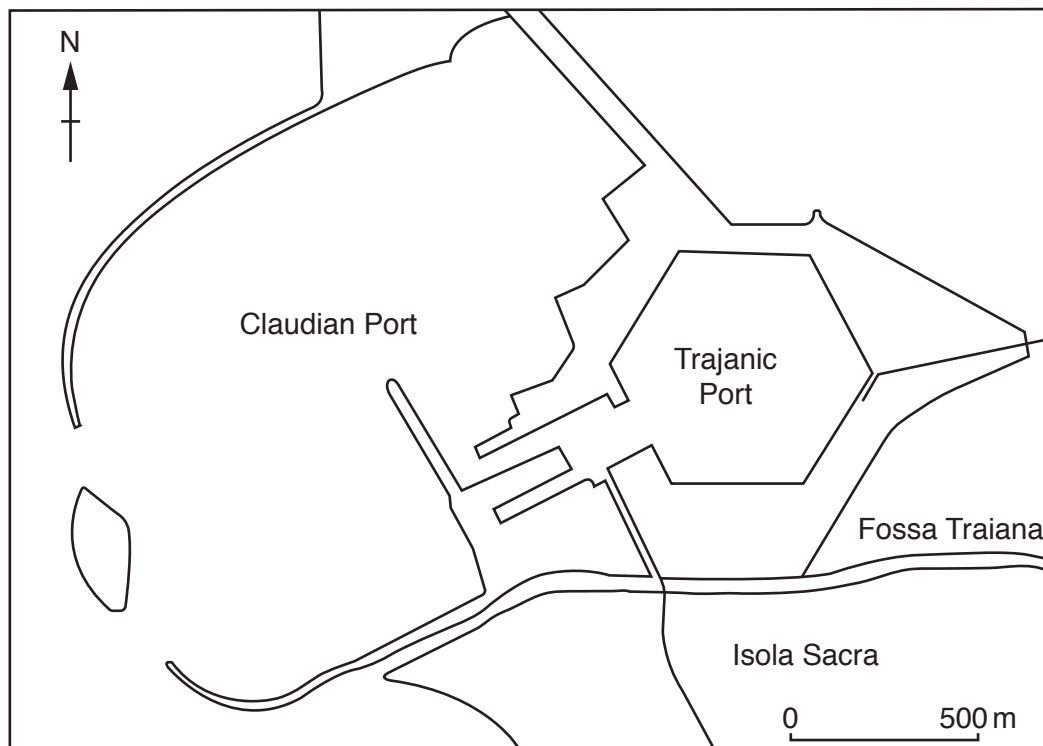 N
Claudian Port
Trajanic
Port
Fossa Traiana
Isola Sacra
0 500 m